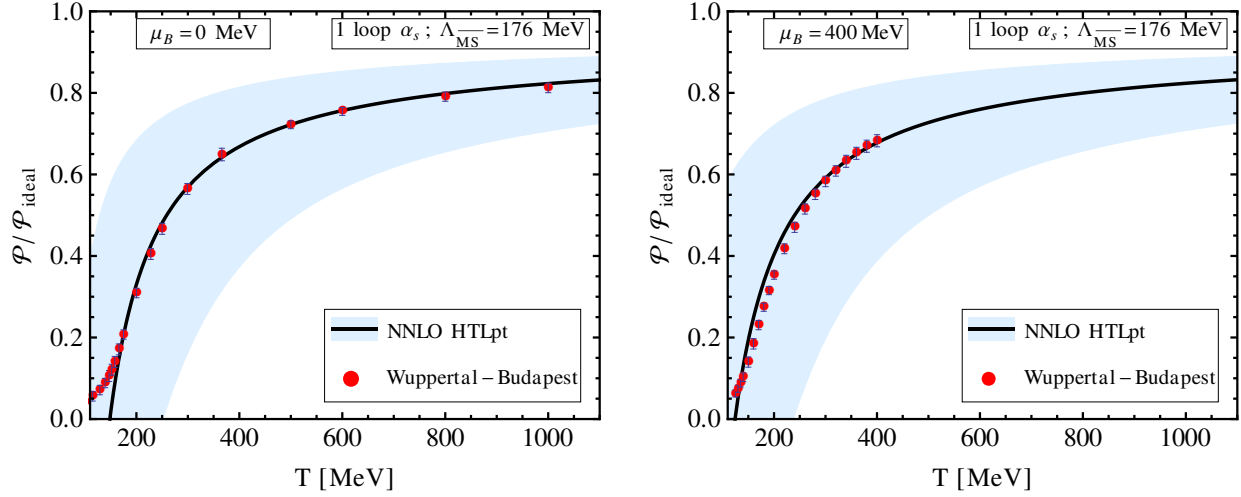 μ_B = 0 MeV
1 loop α_s ; Λ_M̅S̅ =176 MeV
1.0
0.8
0.6
0.4
0.2
0.0
P/P_ideal
NNLO HTLpt
Wuppertal–Budapest
200 400 600 800 1000
T [MeV]
μ_B = 400 MeV
1 loop α_s ; Λ_M̅S̅ =176 MeV
1.0
0.8
0.6
0.4
0.2
0.0
P/P_ideal
NNLO HTLpt
Wuppertal–Budapest
200 400 600 800 1000
T [MeV]